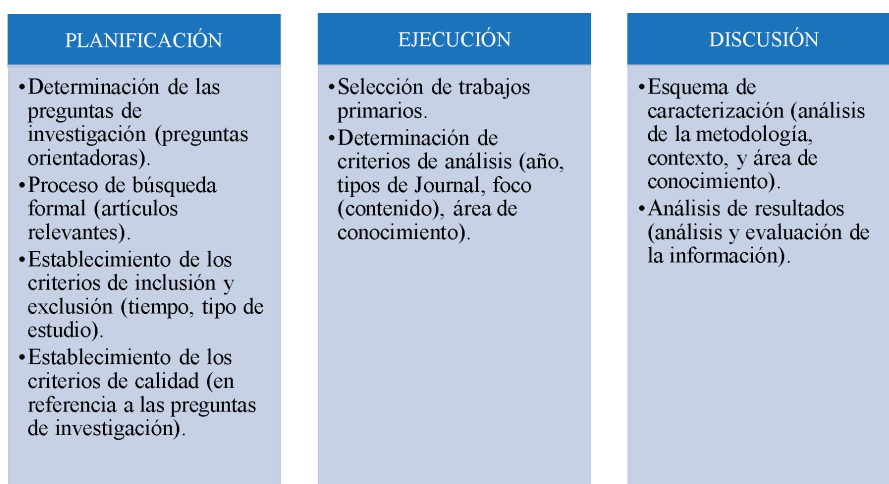 PLANIFICACIÓN
•Determinación de las
preguntas de
investigación (preguntas
orientadoras).
•Proceso de búsqueda
formal (artículos
relevantes).
•Establecimiento de los
criterios de inclusión y
exclusión (tiempo, tipo de
estudio).
•Establecimiento de los
criterios de calidad (en
referencia a las preguntas
de investigación).
EJECUCIÓN
•Selección de trabajos
primarios.
•Determinación de
criterios de análisis (año,
tipos de Journal, foco
(contenido), área de
conocimiento).
DISCUSIÓN
•Esquema de
caracterización (análisis
de la metodología,
contexto, y área de
conocimiento).
•Análisis de resultados
(análisis y evaluación de
la información).